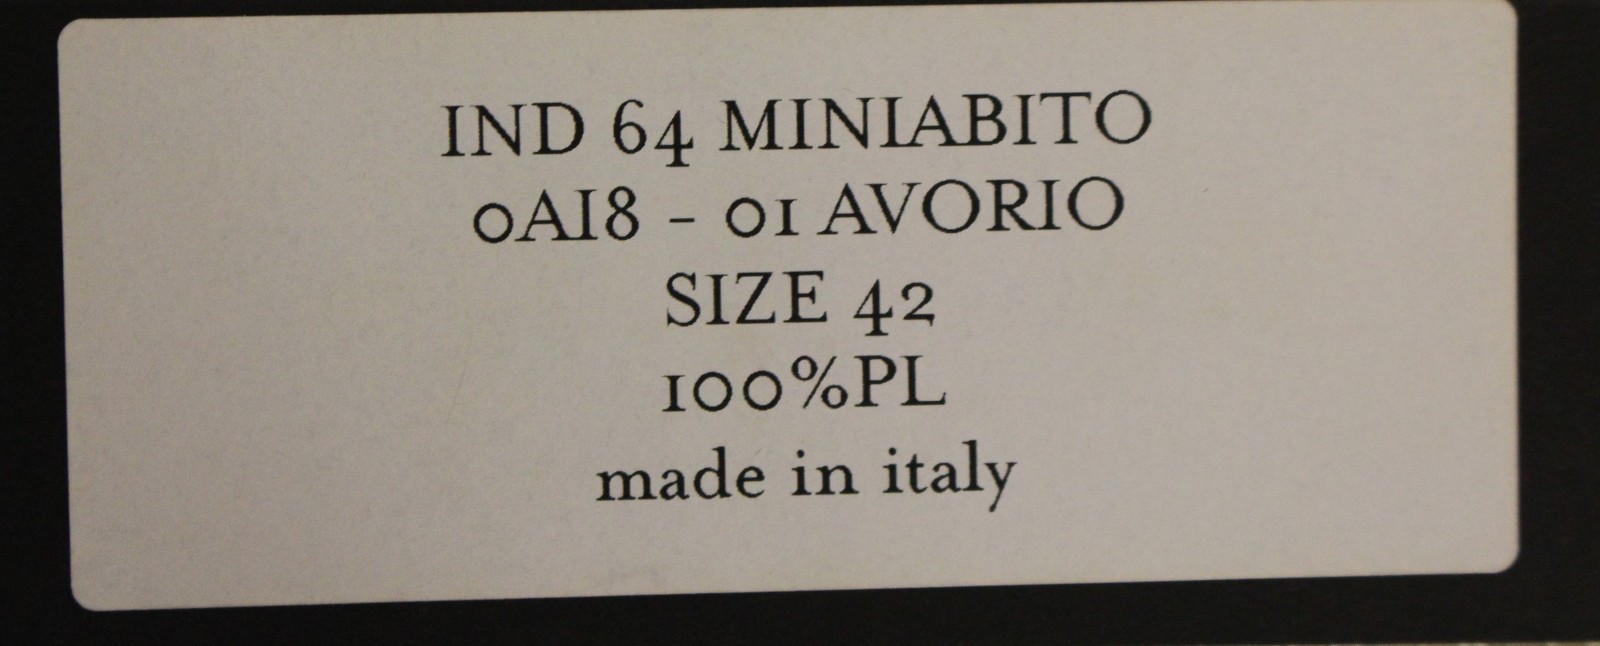 IND 64 MINIABITO
0AI8 - 01 AVORIO
SIZE 42
100%PL
made in italy